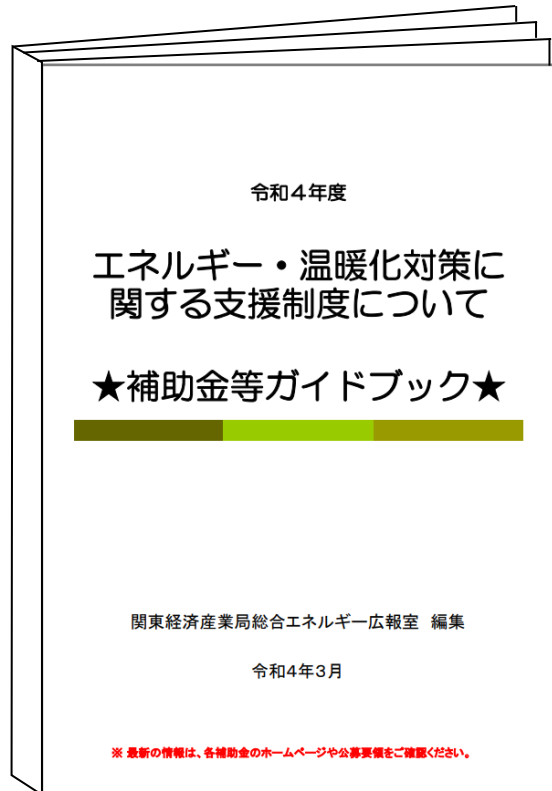 令和４年度
エネルギー・温暖化対策に
関する支援制度について
★補助金等ガイドブック★
関東経済産業局総合エネルギー広報室　編集
令和4年3月
※ 最新の情報は、各補助金のホームページや公募要領をご確認ください。